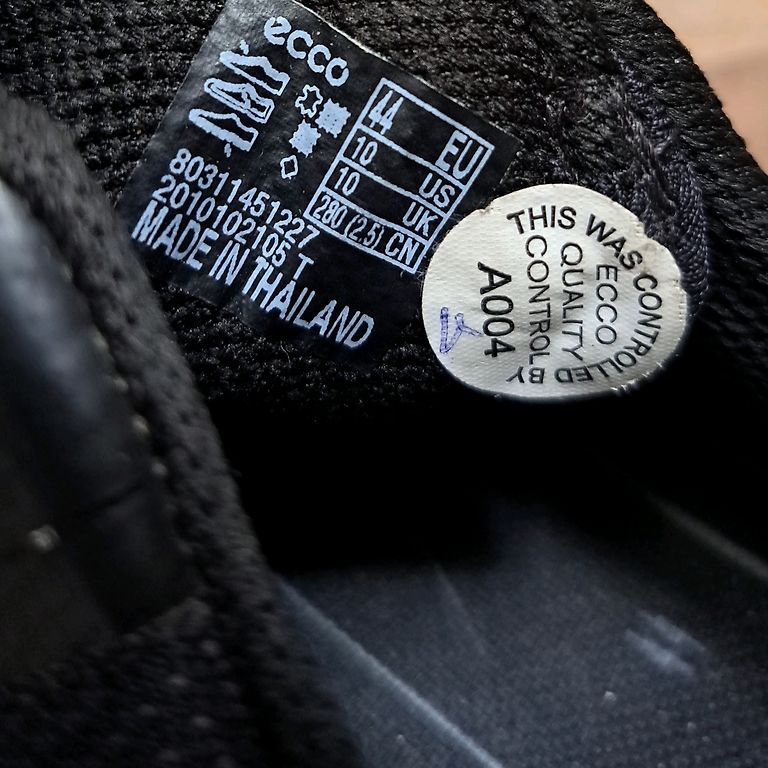 ecco
44 EU
10 US
10 UK
280 (2.5) CN
80311451227
2010102105 T
MADE IN THAILAND
THIS WAS CONTROLLED BY
ECCO
QUALITY
CONTROL
A004